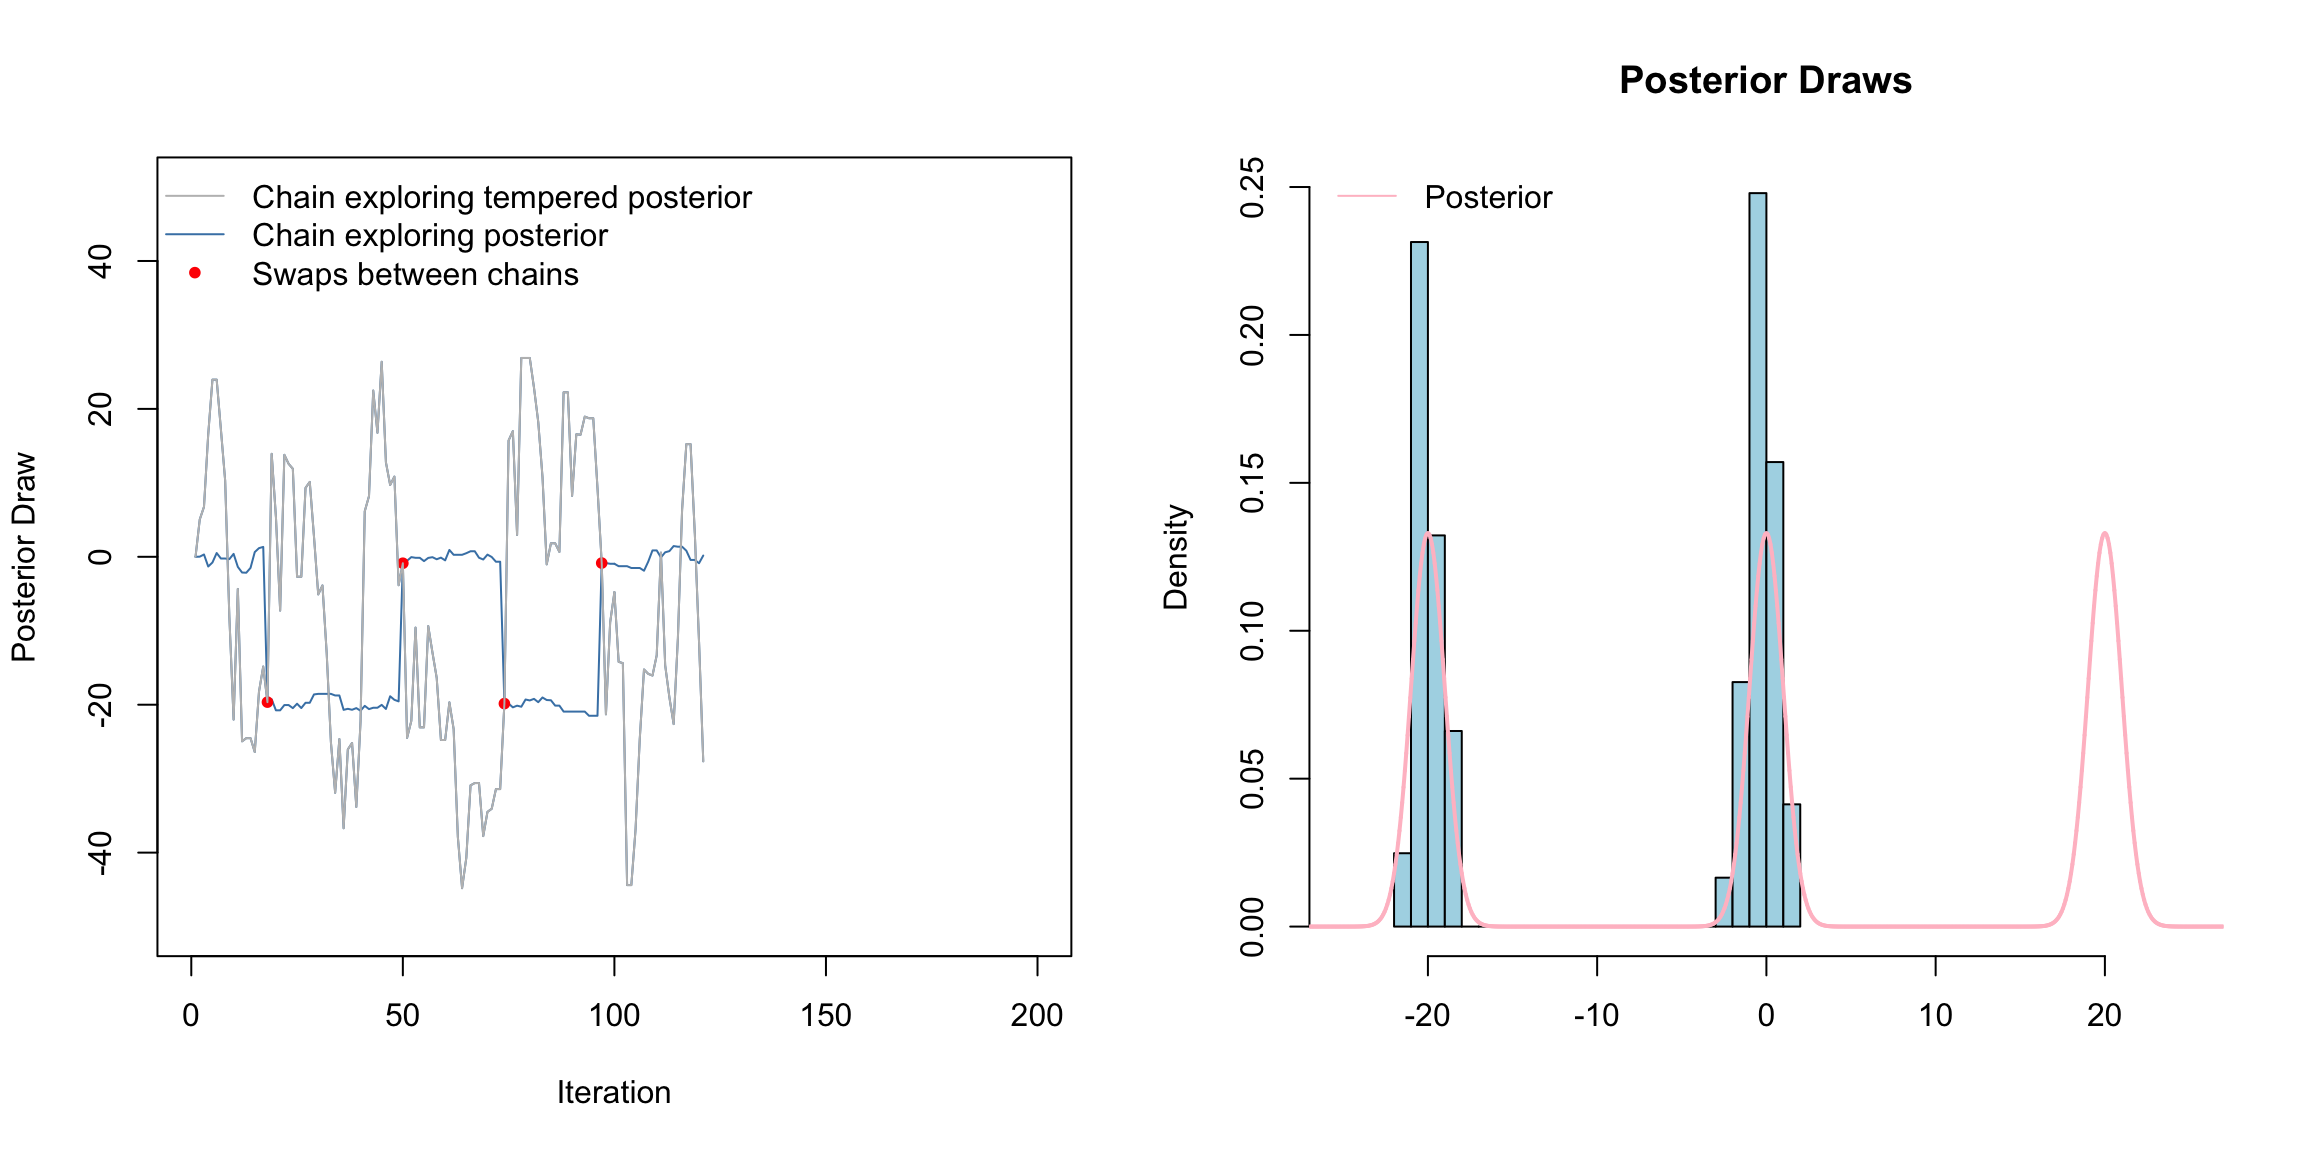 Chain exploring tempered posterior
Chain exploring posterior
Swaps between chains
Posterior Draw
40
20
0
-20
-40
0 50 100 150 200
Iteration
Posterior Draws
Posterior
Density
0.25
0.20
0.15
0.10
0.05
0.00
-20 -10 0 10 20